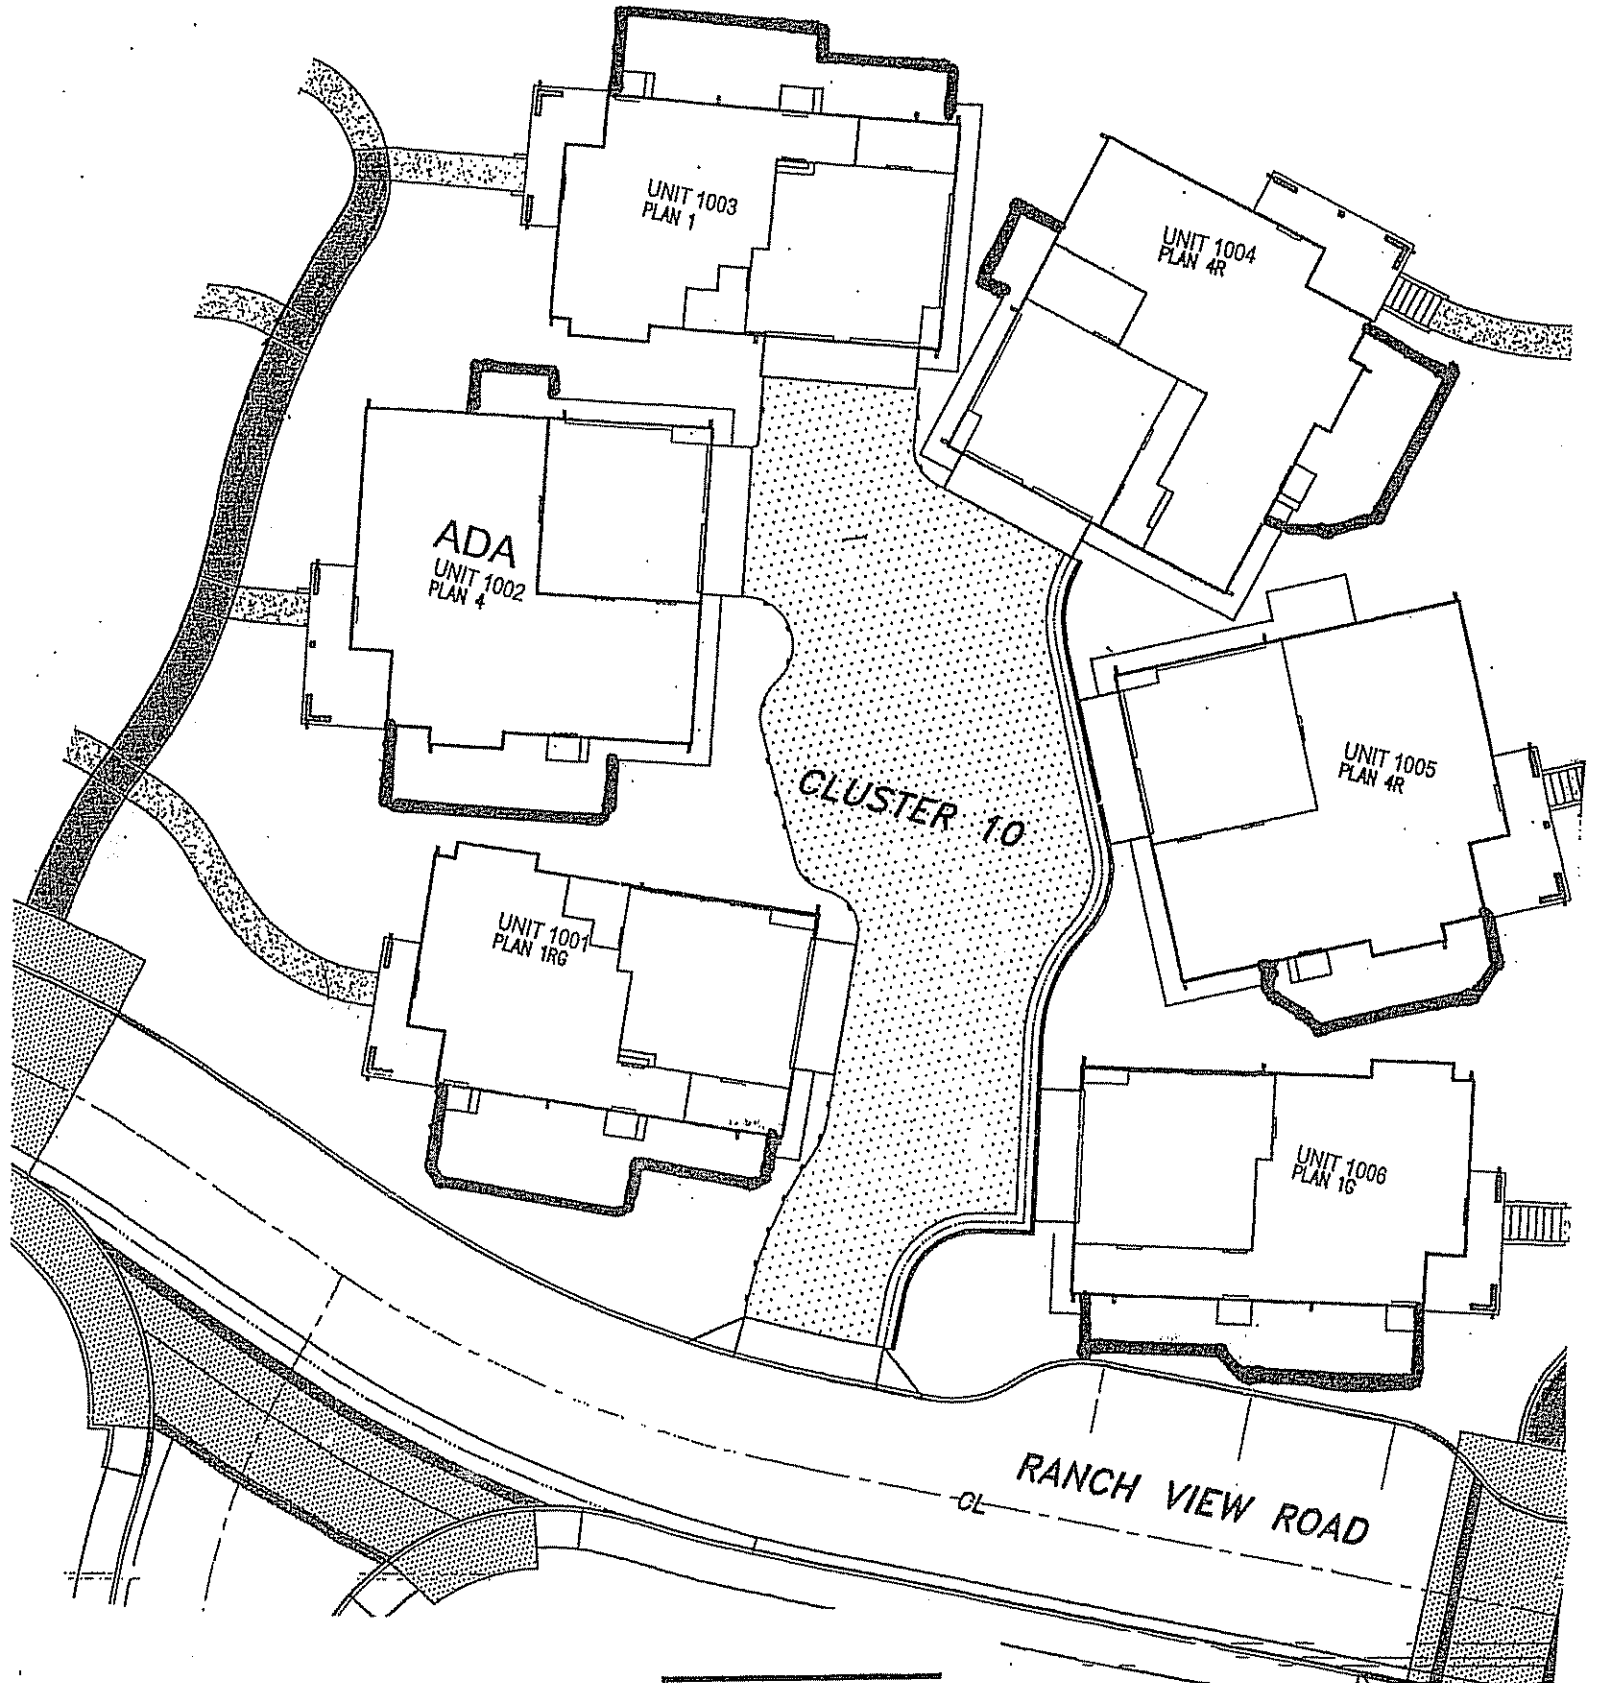 UNIT 1003
PLAN 1
UNIT 1004
PLAN 4R
ADA
UNIT 1002
PLAN 4
UNIT 1005
PLAN 4R
CLUSTER 10
UNIT 1001
PLAN 1RG
UNIT 1006
PLAN 1G
RANCH VIEW ROAD
CL